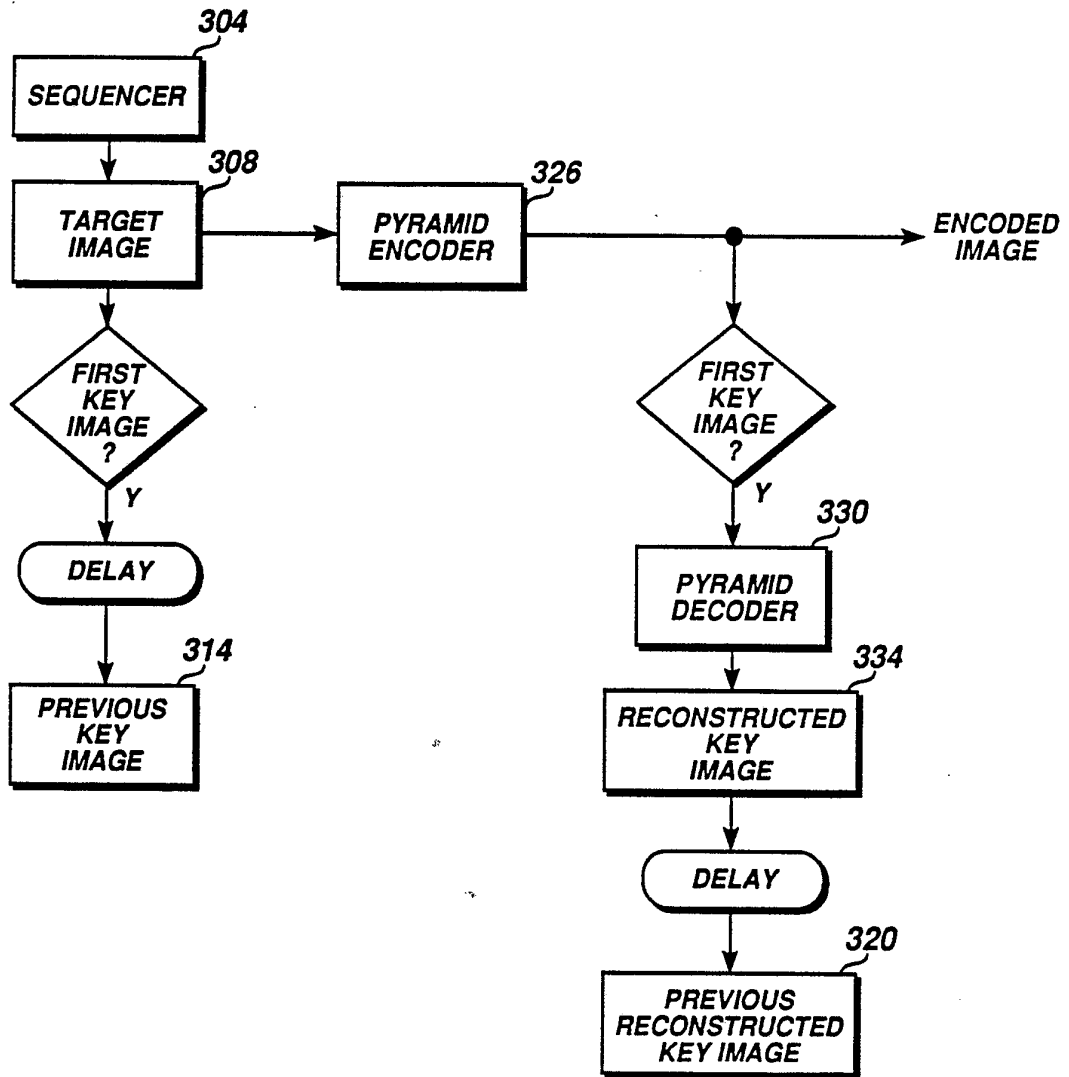 304
SEQUENCER
308
TARGET
IMAGE
326
PYRAMID
ENCODER
ENCODED
IMAGE
FIRST
KEY
IMAGE
?
Y
DELAY
314
PREVIOUS
KEY
IMAGE
FIRST
KEY
IMAGE
?
Y
330
PYRAMID
DECODER
334
RECONSTRUCTED
KEY
IMAGE
DELAY
320
PREVIOUS
RECONSTRUCTED
KEY IMAGE